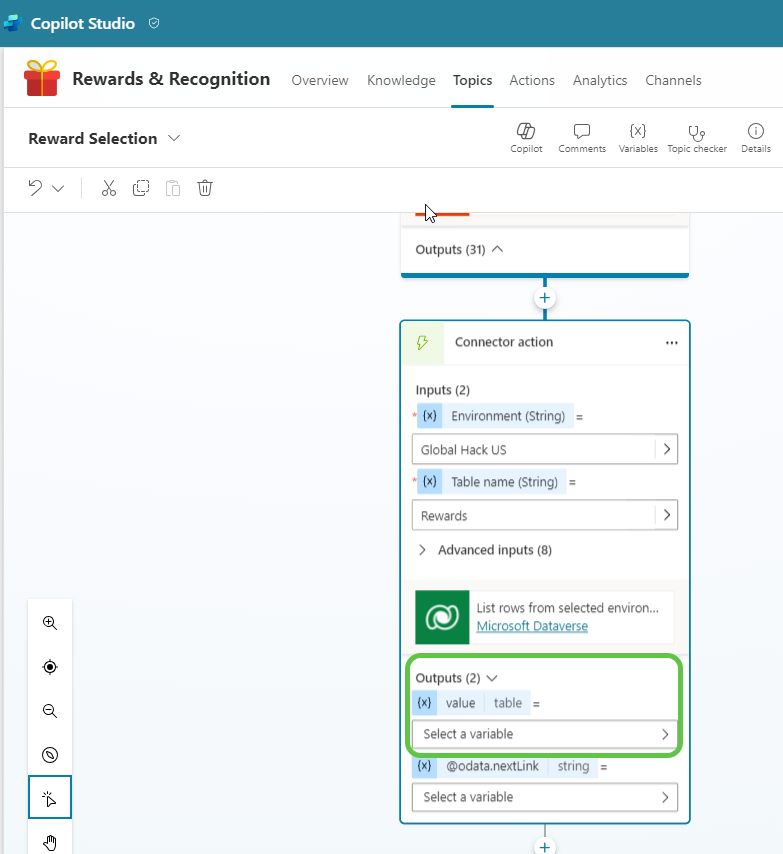 Copilot Studio
Rewards & Recognition Overview Knowledge Topics Actions Analytics Channels
Reward Selection
Copilot Comments Variables Topic checker Details
{x}
Outputs (31)
Connector action ...
Inputs (2)
* {x} Environment (String) =
Global Hack US
* {x} Table name (String) =
Rewards
Advanced inputs (8)
List rows from selected environ...
Microsoft Dataverse
Outputs (2)
{x} value table =
Select a variable
{x} @odata.nextLink string =
Select a variable